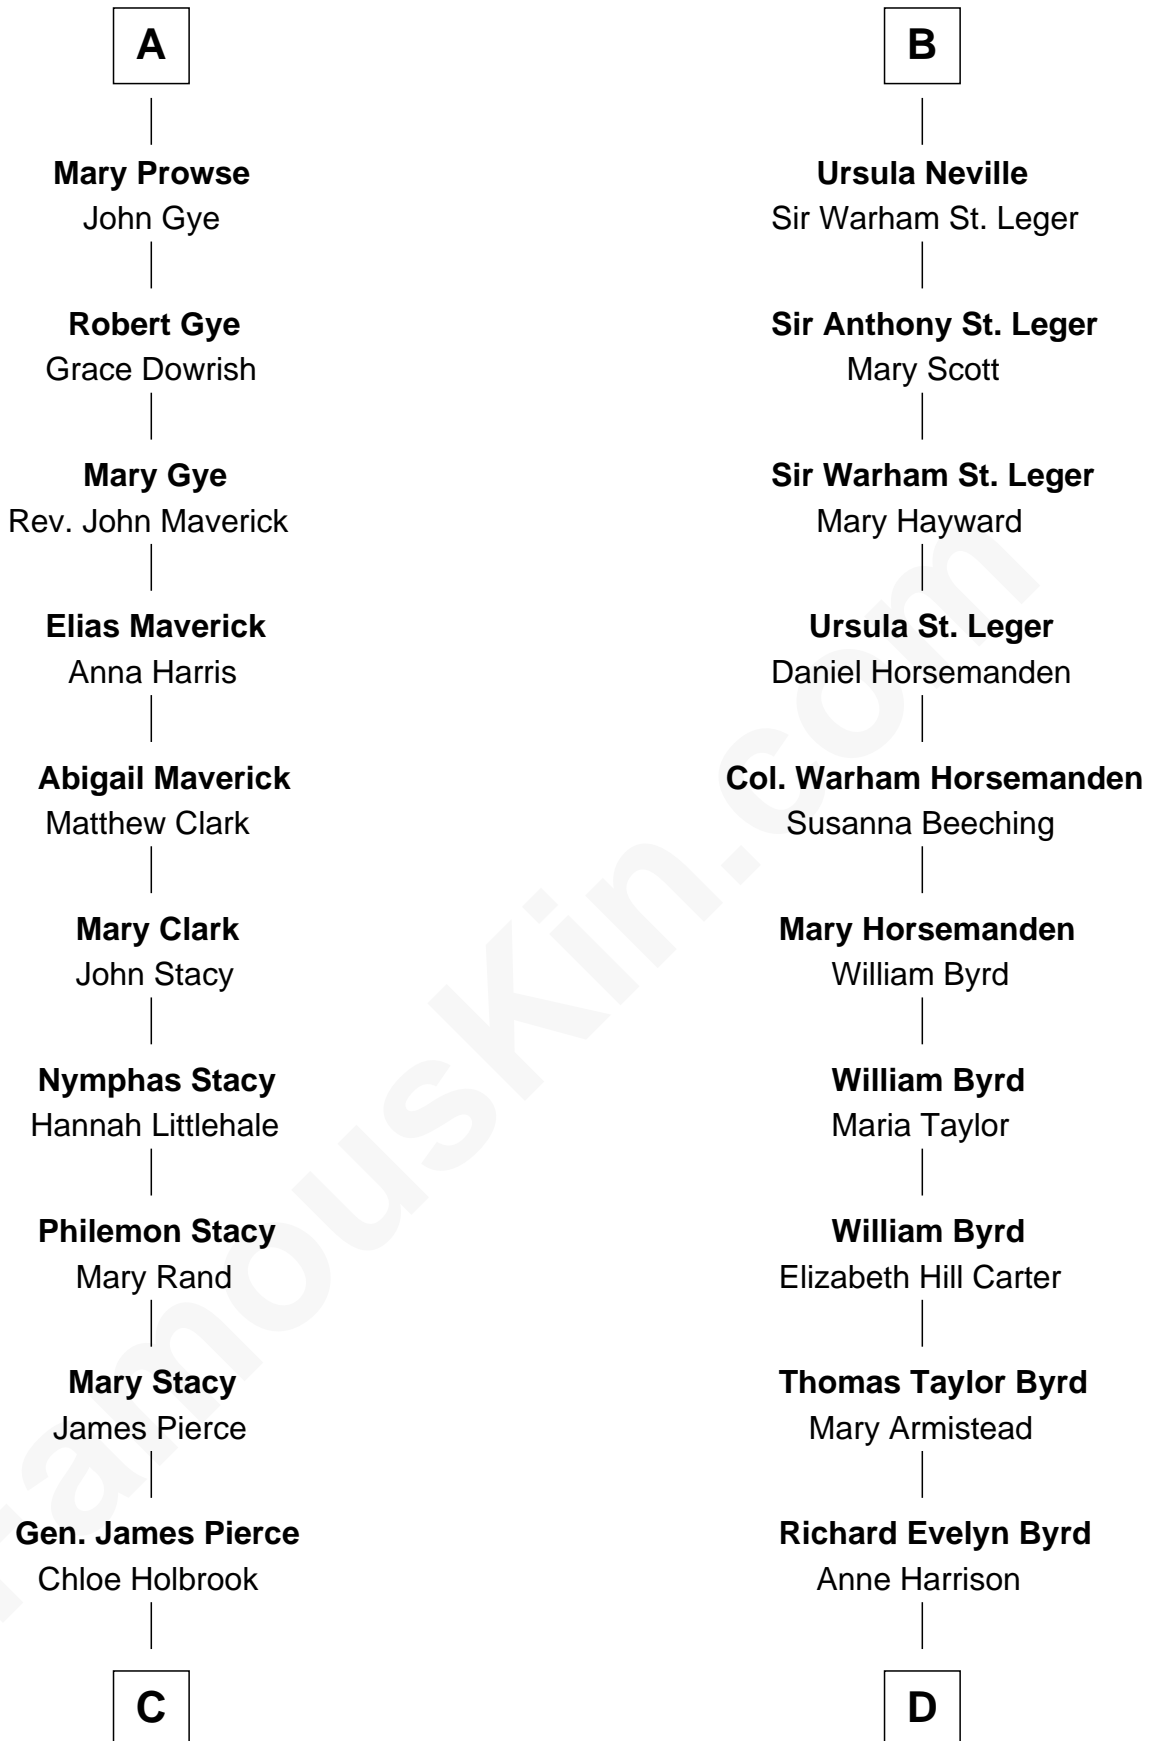 A
Mary Prowse
John Gye
Robert Gye
Grace Dowrish
Mary Gye
Rev. John Maverick
Elias Maverick
Anna Harris
Abigail Maverick
Matthew Clark
Mary Clark
John Stacy
Nymphas Stacy
Hannah Littlehale
Philemon Stacy
Mary Rand
Mary Stacy
James Pierce
Gen. James Pierce
Chloe Holbrook
C
B
Ursula Neville
Sir Warham St. Leger
Sir Anthony St. Leger
Mary Scott
Sir Warham St. Leger
Mary Hayward
Ursula St. Leger
Daniel Horsemanden
Col. Warham Horsemanden
Susanna Beeching
Mary Horsemanden
William Byrd
William Byrd
Maria Taylor
William Byrd
Elizabeth Hill Carter
Thomas Taylor Byrd
Mary Armistead
Richard Evelyn Byrd
Anne Harrison
D
FamousKin.com